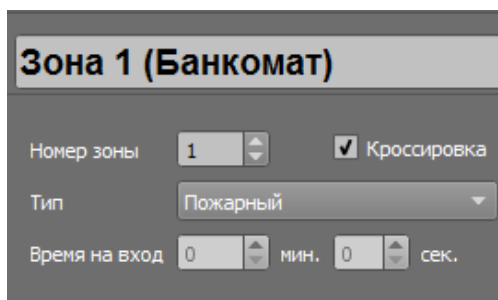 Зона 1 (Банкомат)
Номер зоны 1 Кроссировка
Тип Пожарный
Время на вход 0 мин. 0 сек.